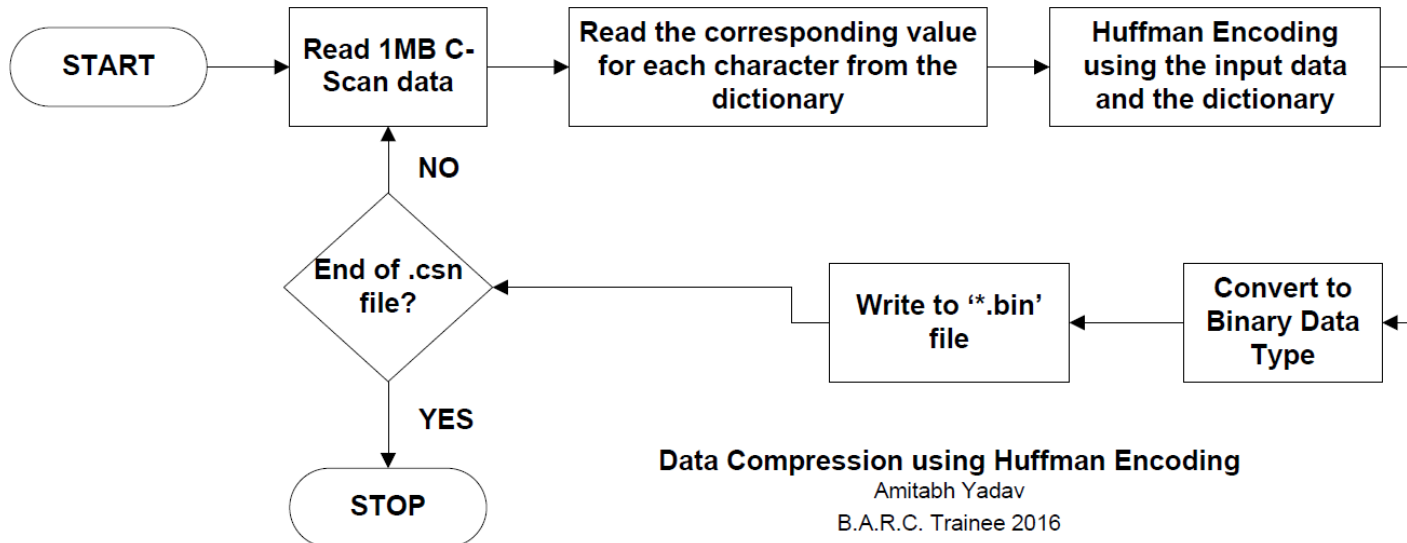 START
Read 1MB C-
Scan data
Read the corresponding value
for each character from the
dictionary
Huffman Encoding
using the input data
and the dictionary
NO
End of .csn
file?
Write to ‘*.bin’
file
Convert to
Binary Data
Type
YES
STOP
Data Compression using Huffman Encoding
Amitabh Yadav
B.A.R.C. Trainee 2016